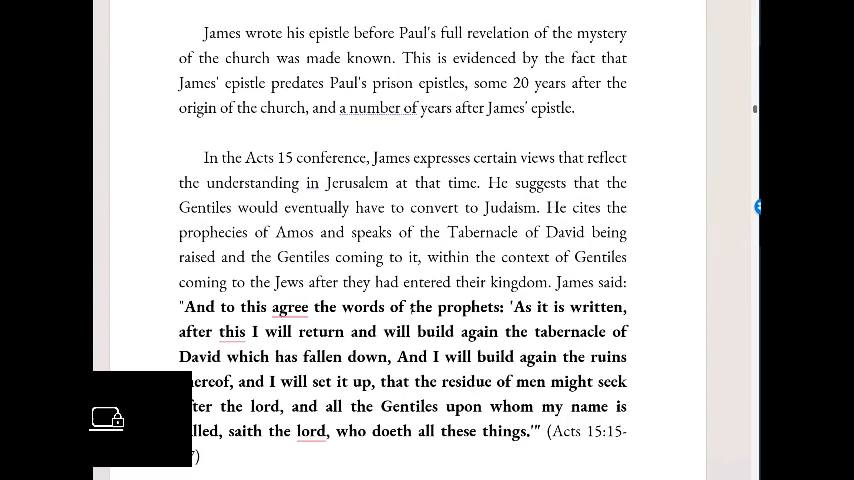 James wrote his epistle before Paul's full revelation of the mystery
of the church was made known. This is evidenced by the fact that
James' epistle predates Paul's prison epistles, some 20 years after the
origin of the church, and a number of years after James' epistle.
In the Acts 15 conference, James expresses certain views that reflect
the understanding in Jerusalem at that time. He suggests that the
Gentiles would eventually have to convert to Judaism. He cites the
prophecies of Amos and speaks of the Tabernacle of David being
raised and the Gentiles coming to it, within the context of Gentiles
coming to the Jews after they had entered their kingdom. James said:
"And to this agree the words of the prophets: 'As it is written,
after this I will return and will build again the tabernacle of
David which has fallen down, And I will build again the ruins
hereof, and I will set it up, that the residue of men might seek
fter the lord, and all the Gentiles upon whom my name is
lled, saith the lord, who doeth all these things.'" (Acts 15:15-
7)